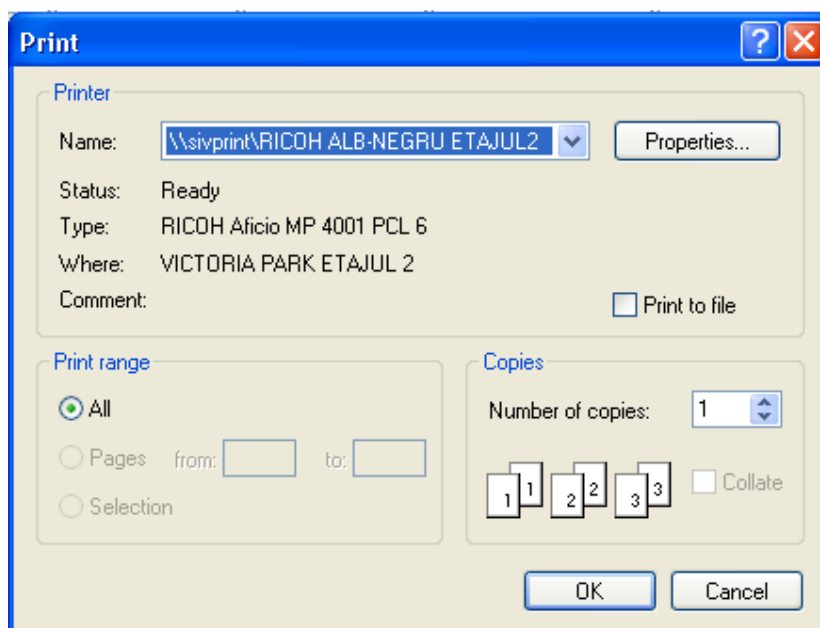 Print
Printer
Name: \\sivprint\RICOH ALB-NEGRU ETAJUL2 Properties...
Status: Ready
Type: RICOH Aficio MP 4001 PCL 6
Where: VICTORIA PARK ETAJUL 2
Comment: Print to file
Print range
All
Pages from: to:
Selection
Copies
Number of copies: 1
1 1 2 2 3 3 Collate
OK Cancel